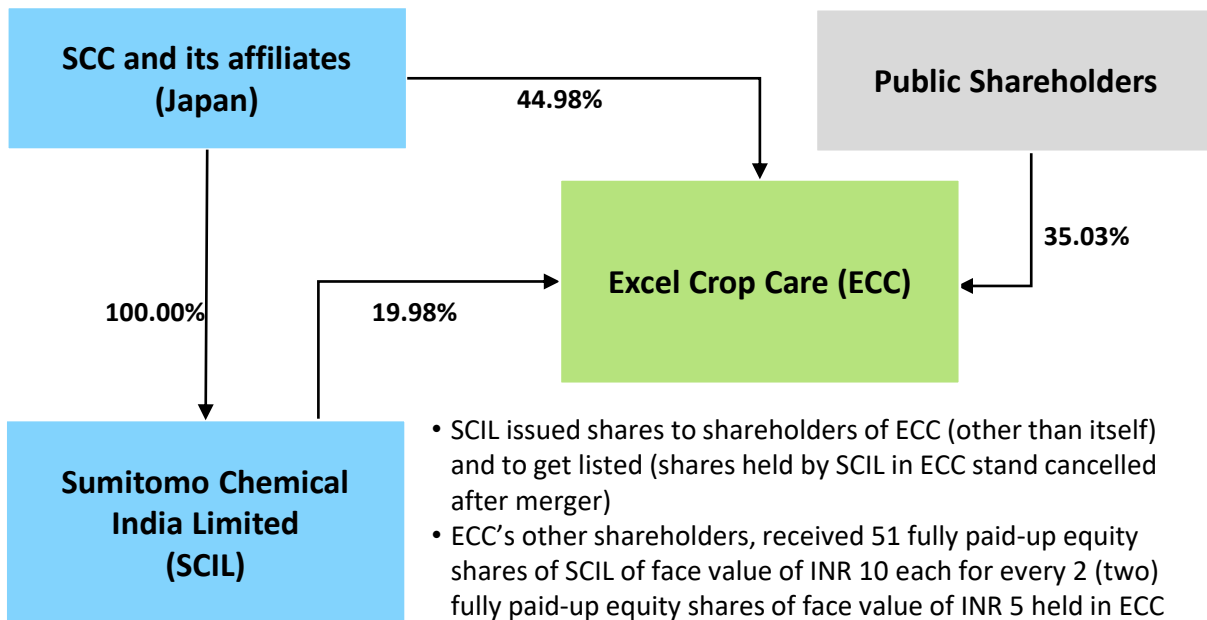 SCC and its affiliates
(Japan)
Public Shareholders
44.98%
35.03%
Excel Crop Care (ECC)
100.00%
19.98%
Sumitomo Chemical
India Limited
(SCIL)
• SCIL issued shares to shareholders of ECC (other than itself)
and to get listed (shares held by SCIL in ECC stand cancelled
after merger)
• ECC's other shareholders, received 51 fully paid-up equity
shares of SCIL of face value of INR 10 each for every 2 (two)
fully paid-up equity shares of face value of INR 5 held in ECC